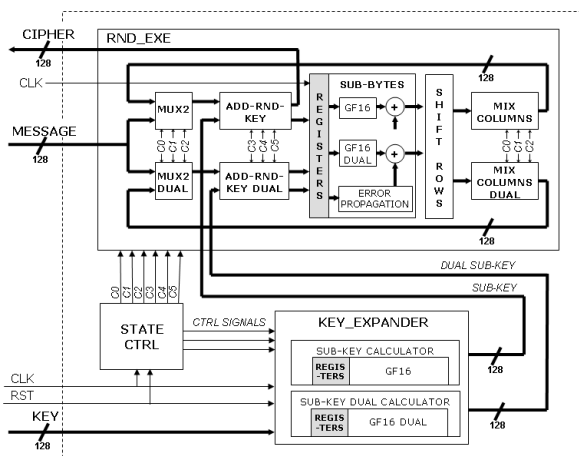 CIPHER
128
RND_EXE
128
CLK
SUB-BYTES
MUX2
ADD-RND-
KEY
REGISTERS
GF16
+
SHIFT ROWS
MIX
COLUMNS
MESSAGE
128
C0
C1
C2
C3
C4
C5
C0
C1
C2
MUX2
DUAL
ADD-RND-
KEY DUAL
GF16
DUAL
+
MIX
COLUMNS
DUAL
ERROR
PROPAGATION
128
DUAL SUB-KEY
SUB-KEY
C0
C1
C2
C3
C4
C5
STATE
CTRL
CTRL SIGNALS
KEY_EXPANDER
SUB-KEY CALCULATOR
REGIS
-TERS
GF16
128
CLK
RST
SUB-KEY DUAL CALCULATOR
REGIS
-TERS
GF16 DUAL
128
KEY
128